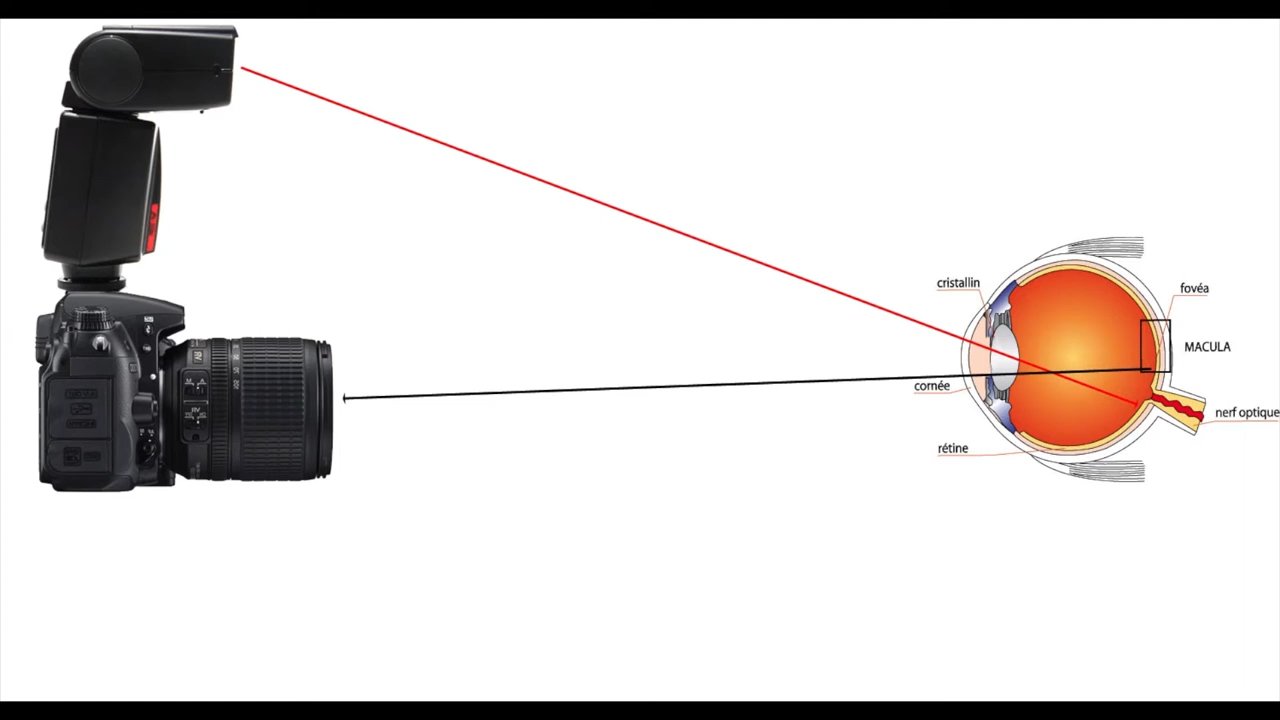 cristallin
fovéa
MACULA
cornée
nerf optique
rétine
M A